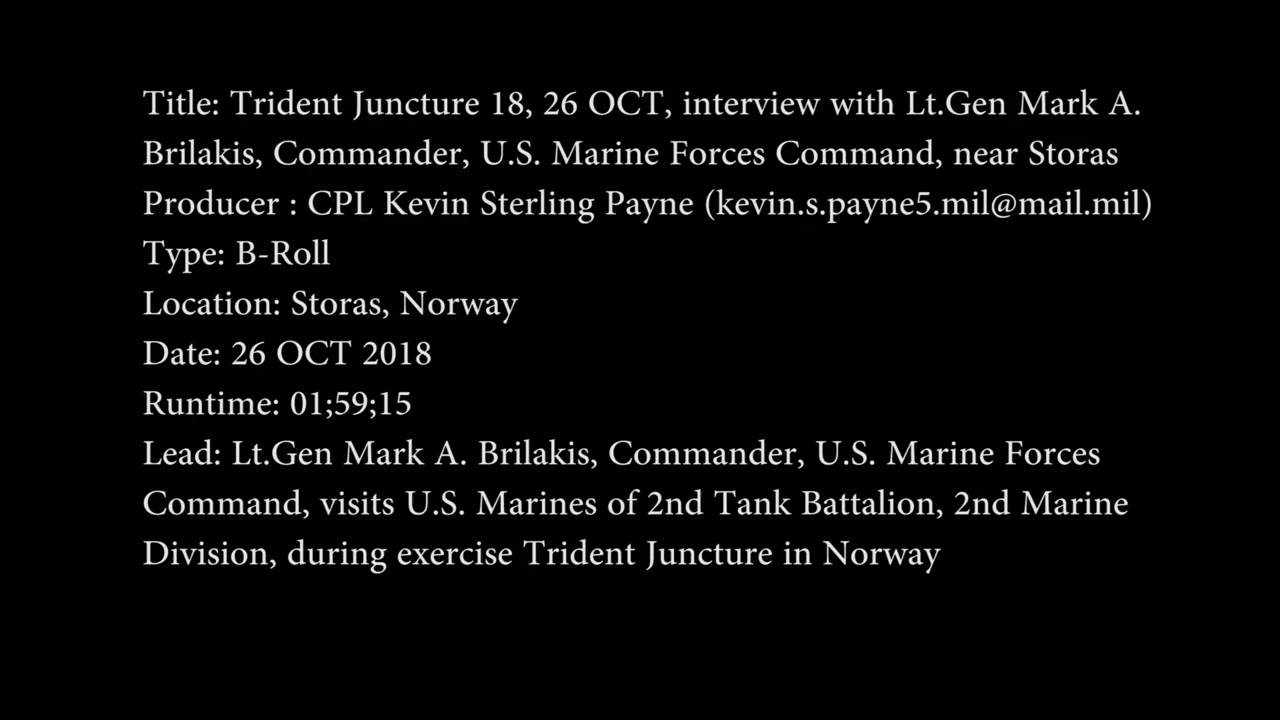 Title: Trident Juncture 18, 26 OCT, interview with Lt.Gen Mark A.
Brilakis, Commander, U.S. Marine Forces Command, near Storas
Producer : CPL Kevin Sterling Payne (kevin.s.payne5.mil@mail.mil)
Type: B-Roll
Location: Storas, Norway
Date: 26 OCT 2018
Runtime: 01;59;15
Lead: Lt.Gen Mark A. Brilakis, Commander, U.S. Marine Forces
Command, visits U.S. Marines of 2nd Tank Battalion, 2nd Marine
Division, during exercise Trident Juncture in Norway